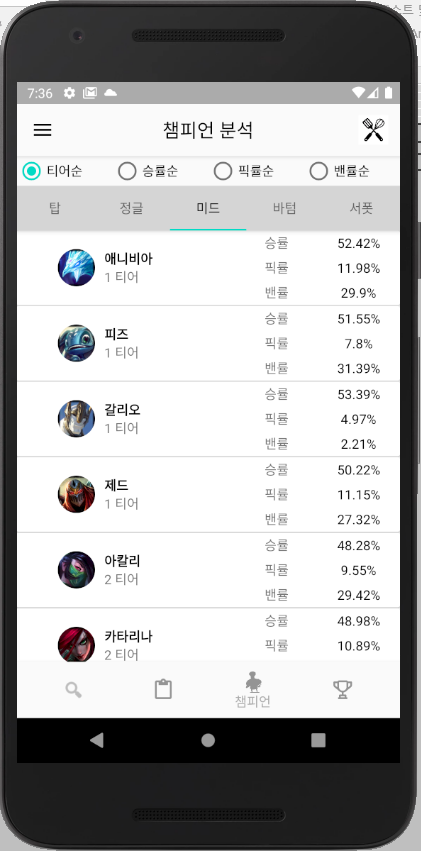 스트 및
7:36
챔피언 분석
티어순 승률순 픽률순 밴률순
탑 정글 미드 바텀 서폿
승률 52.42%
애니비아
픽률 11.98%
1 티어
밴률 29.9%
승률 51.55%
피즈
픽률 7.8%
1 티어
밴률 31.39%
승률 53.39%
갈리오
픽률 4.97%
1 티어
밴률 2.21%
승률 50.22%
제드
픽률 11.15%
1 티어
밴률 27.32%
승률 48.28%
아칼리
픽률 9.55%
2 티어
밴률 29.42%
승률 48.98%
카타리나
픽률 10.89%
2 티어
챔피언